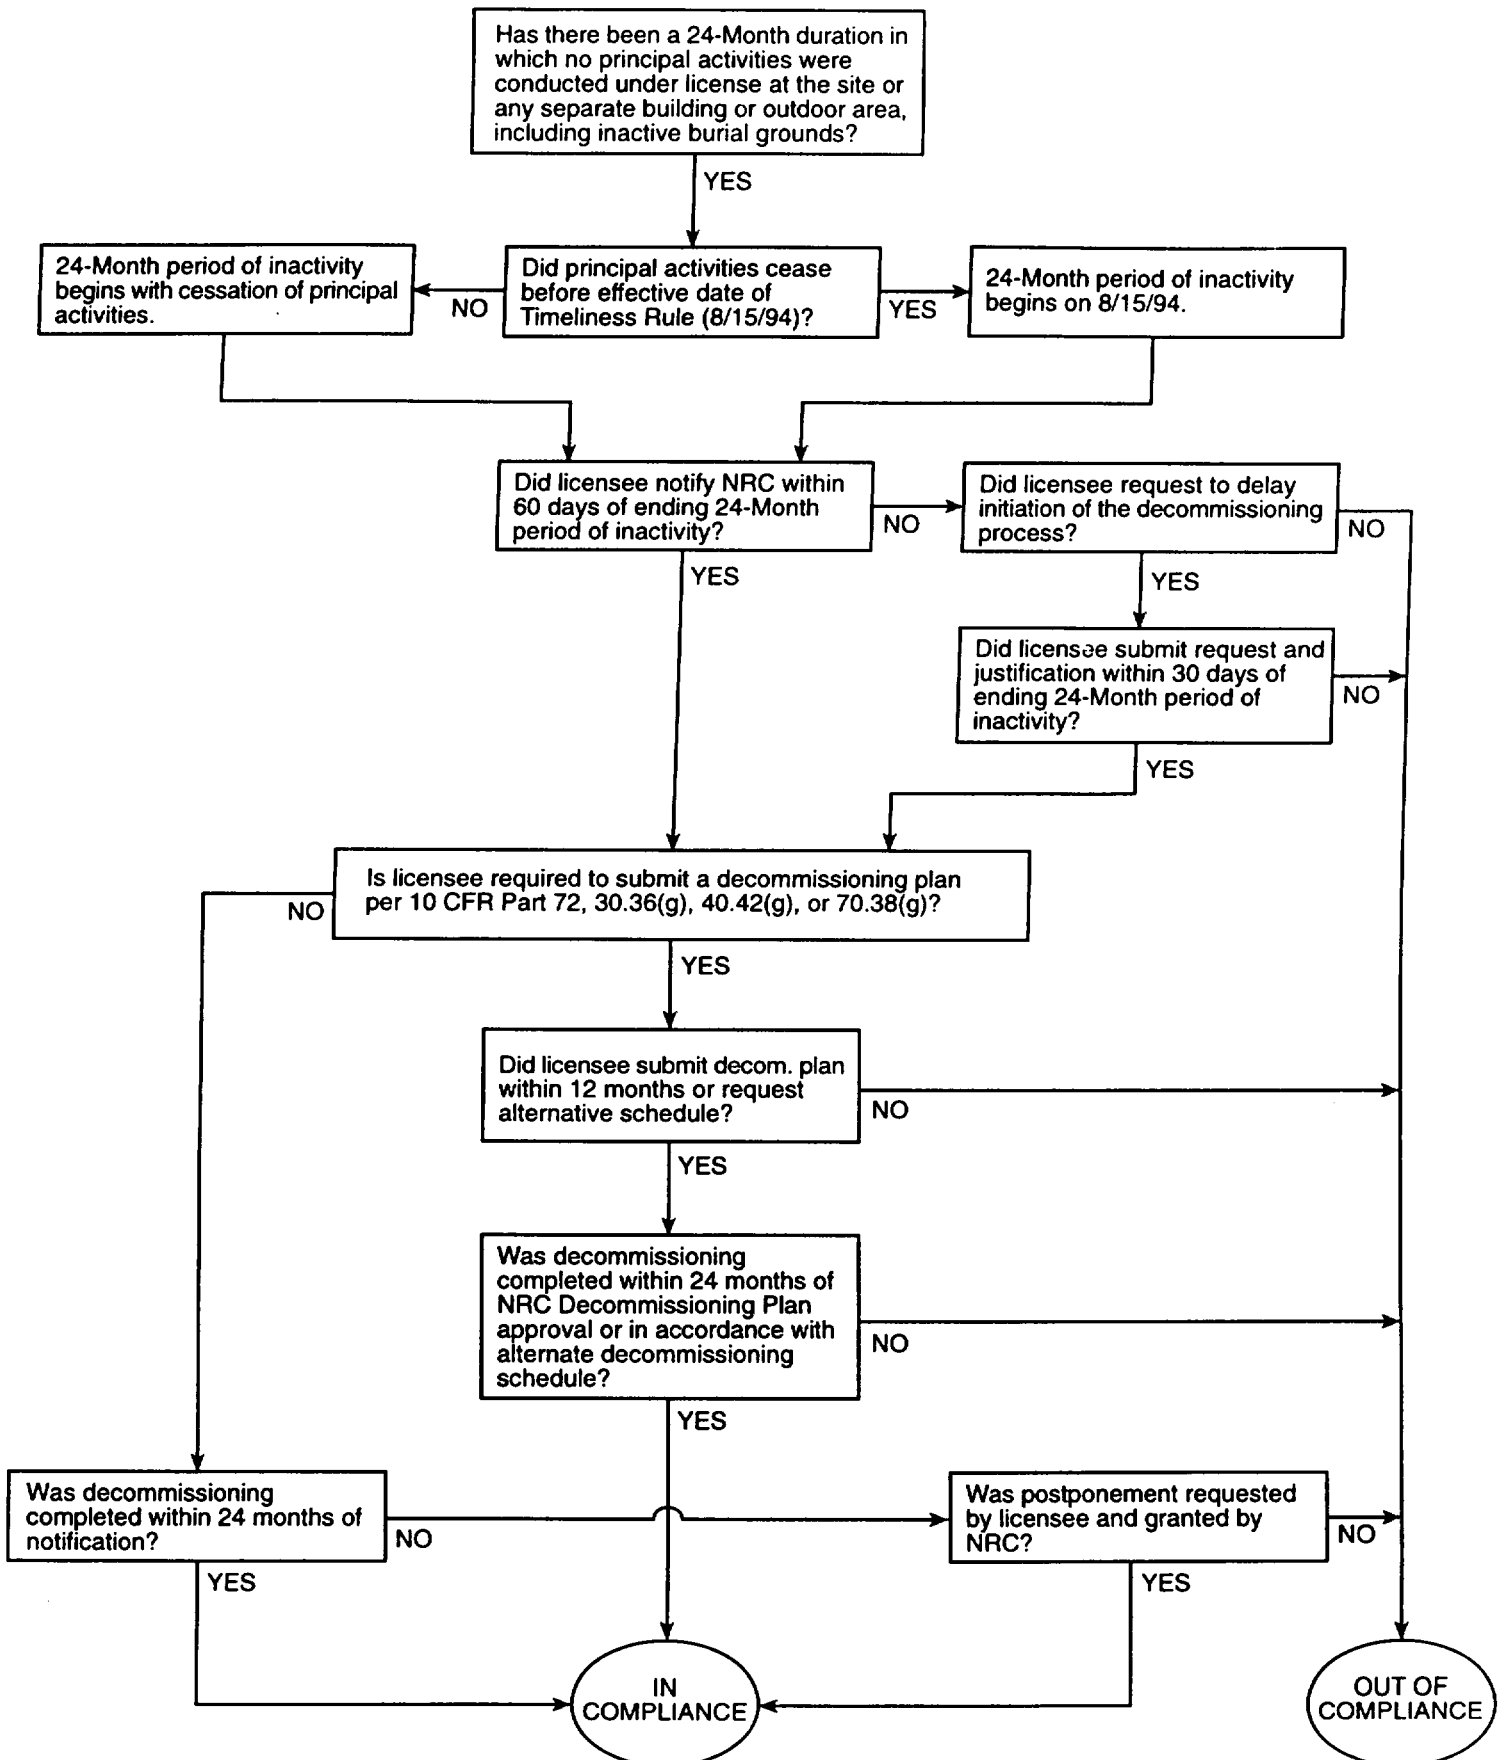 Has there been a 24-Month duration in
which no principal activities were
conducted under license at the site or
any separate building or outdoor area,
including inactive burial grounds?
YES
24-Month period of inactivity
begins with cessation of principal
activities.
NO
Did principal activities cease
before effective date of
Timeliness Rule (8/15/94)?
YES
24-Month period of inactivity
begins on 8/15/94.
Did licensee notify NRC within
60 days of ending 24-Month
period of inactivity?
NO
Did licensee request to delay
initiation of the decommissioning
process?
NO
YES
YES
Did licensee submit request and
justification within 30 days of
ending 24-Month period of
inactivity?
NO
YES
Is licensee required to submit a decommissioning plan
per 10 CFR Part 72, 30.36(g), 40.42(g), or 70.38(g)?
NO
YES
Did licensee submit decom. plan
within 12 months or request
alternative schedule?
NO
YES
Was decommissioning
completed within 24 months of
NRC Decommissioning Plan
approval or in accordance with
alternate decommissioning
schedule?
NO
YES
Was decommissioning
completed within 24 months of
notification?
NO
YES
Was postponement requested
by licensee and granted by
NRC?
NO
YES
IN
COMPLIANCE
OUT OF
COMPLIANCE